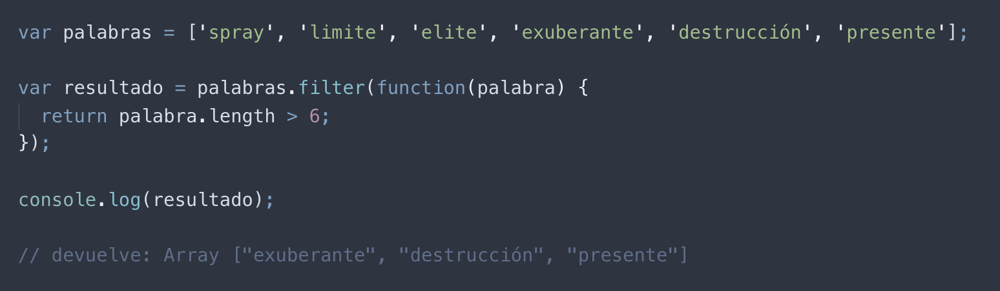 var palabras = ['spray', 'limite', 'elite', 'exuberante', 'destrucción', 'presente'];
var resultado = palabras.filter(function(palabra) {
  return palabra.length > 6;
});
console.log(resultado);
// devuelve: Array ["exuberante", "destrucción", "presente"]